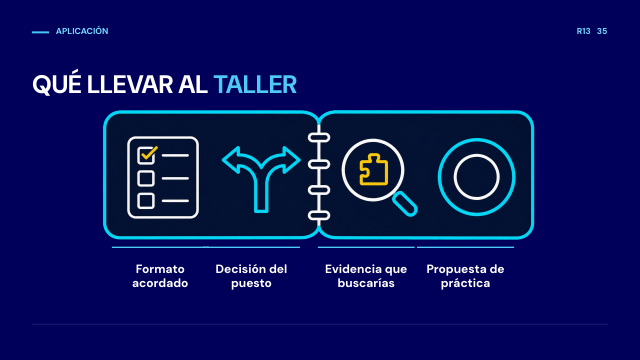 APLICACIÓN
R13 35
QUÉ LLEVAR AL TALLER
Formato
acordado
Decisión del
puesto
Evidencia que
buscarías
Propuesta de
práctica